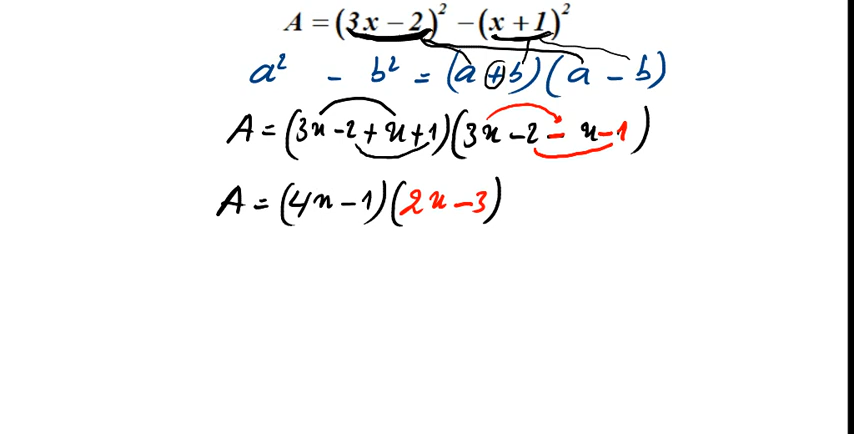 A = (3x − 2)² − (x + 1)²
a² - b² = (a + b)(a - b)
A = (3x - 2 + x + 1)(3x - 2 - x - 1)
A = (4x - 1)(2x - 3)